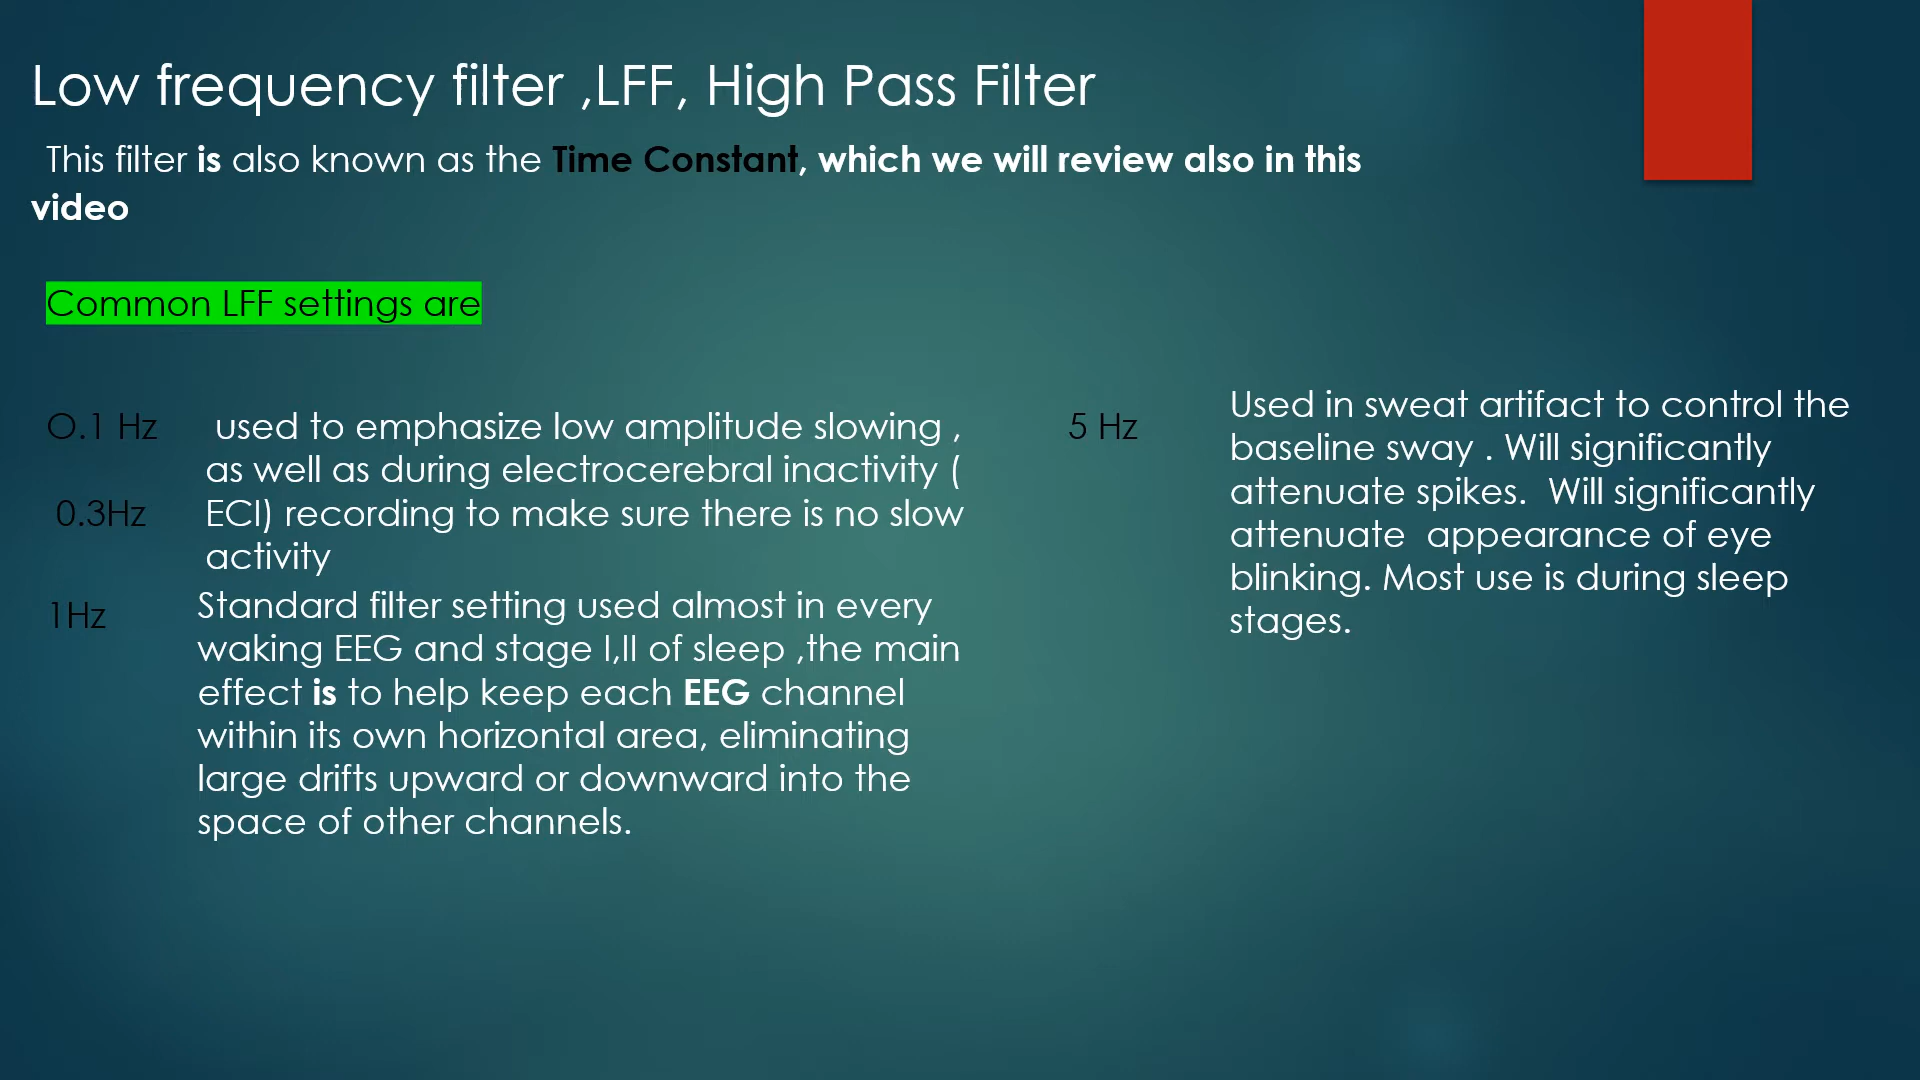 Low frequency filter ,LFF, High Pass Filter
This filter is also known as the Time Constant, which we will review also in this
video
Common LFF settings are
O.1 Hz
used to emphasize low amplitude slowing ,
as well as during electrocerebral inactivity (
0.3Hz
ECI) recording to make sure there is no slow
activity
1Hz
Standard filter setting used almost in every
waking EEG and stage I,II of sleep ,the main
effect is to help keep each EEG channel
within its own horizontal area, eliminating
large drifts upward or downward into the
space of other channels.
5 Hz
Used in sweat artifact to control the
baseline sway . Will significantly
attenuate spikes.  Will significantly
attenuate  appearance of eye
blinking. Most use is during sleep
stages.